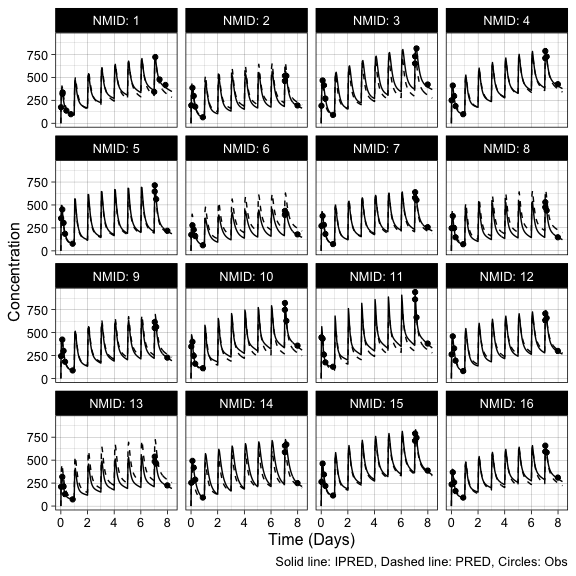 NMID: 1 NMID: 2 NMID: 3 NMID: 4
750
500
250
0
NMID: 5 NMID: 6 NMID: 7 NMID: 8
750
500
250
0
Concentration
NMID: 9 NMID: 10 NMID: 11 NMID: 12
750
500
250
0
NMID: 13 NMID: 14 NMID: 15 NMID: 16
750
500
250
0
0 2 4 6 8 0 2 4 6 8 0 2 4 6 8 0 2 4 6 8
Time (Days)
Solid line: IPRED, Dashed line: PRED, Circles: Obs